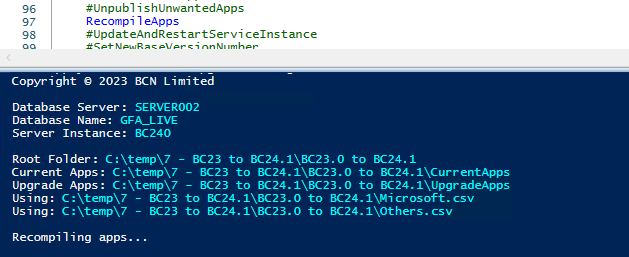 96 #UnpublishUnwantedApps
97 RecompileApps
98 #UpdateAndRestartServiceInstance
99 #SetNewBaseVersionNumber
Copyright © 2023 BCN Limited
Database Server: SERVER002
Database Name: GFA_LIVE
Server Instance: BC240
Root Folder: C:\temp\7 - BC23 to BC24.1\BC23.0 to BC24.1
Current Apps: C:\temp\7 - BC23 to BC24.1\BC23.0 to BC24.1\CurrentApps
Upgrade Apps: C:\temp\7 - BC23 to BC24.1\BC23.0 to BC24.1\UpgradeApps
Using: C:\temp\7 - BC23 to BC24.1\BC23.0 to BC24.1\Microsoft.csv
Using: C:\temp\7 - BC23 to BC24.1\BC23.0 to BC24.1\Others.csv
Recompiling apps...